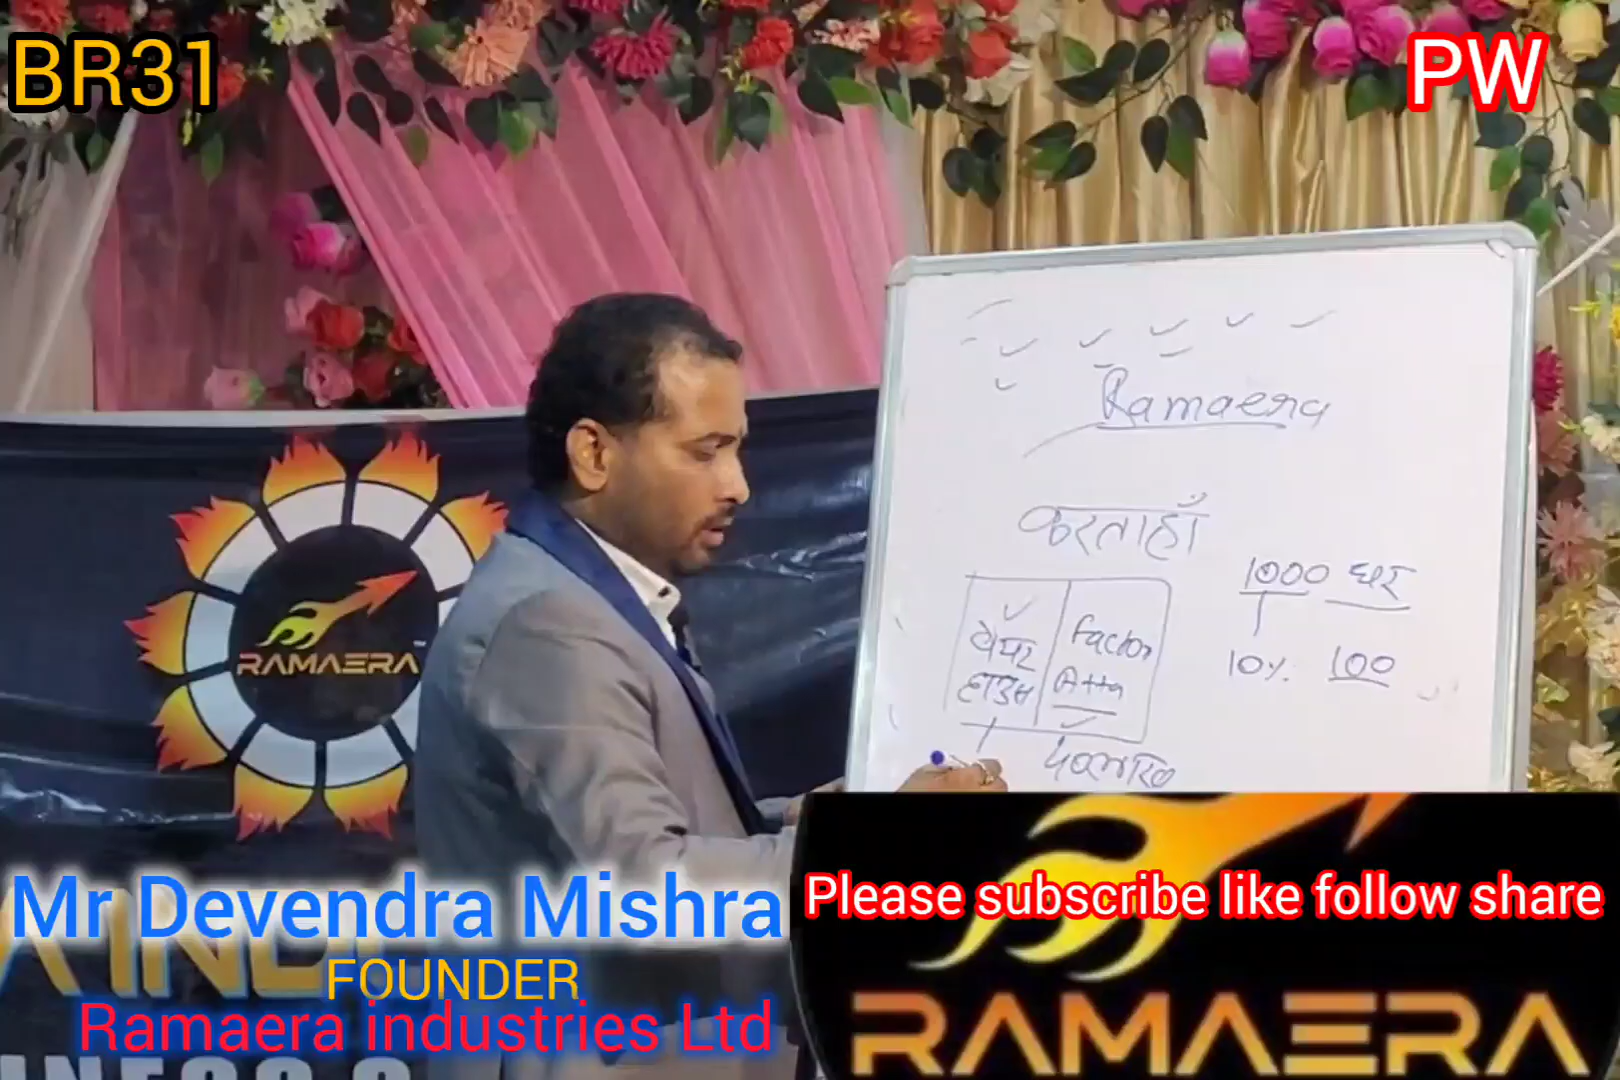 BR31
PW
Ramaera
करता हाँ
1000 घर
वेयर
हाउस
Factory
Atta
10%. 100
RAMAERA
Mr Devendra Mishra
FOUNDER
Ramaera industries Ltd
Please subscribe like follow share
RAMAERA